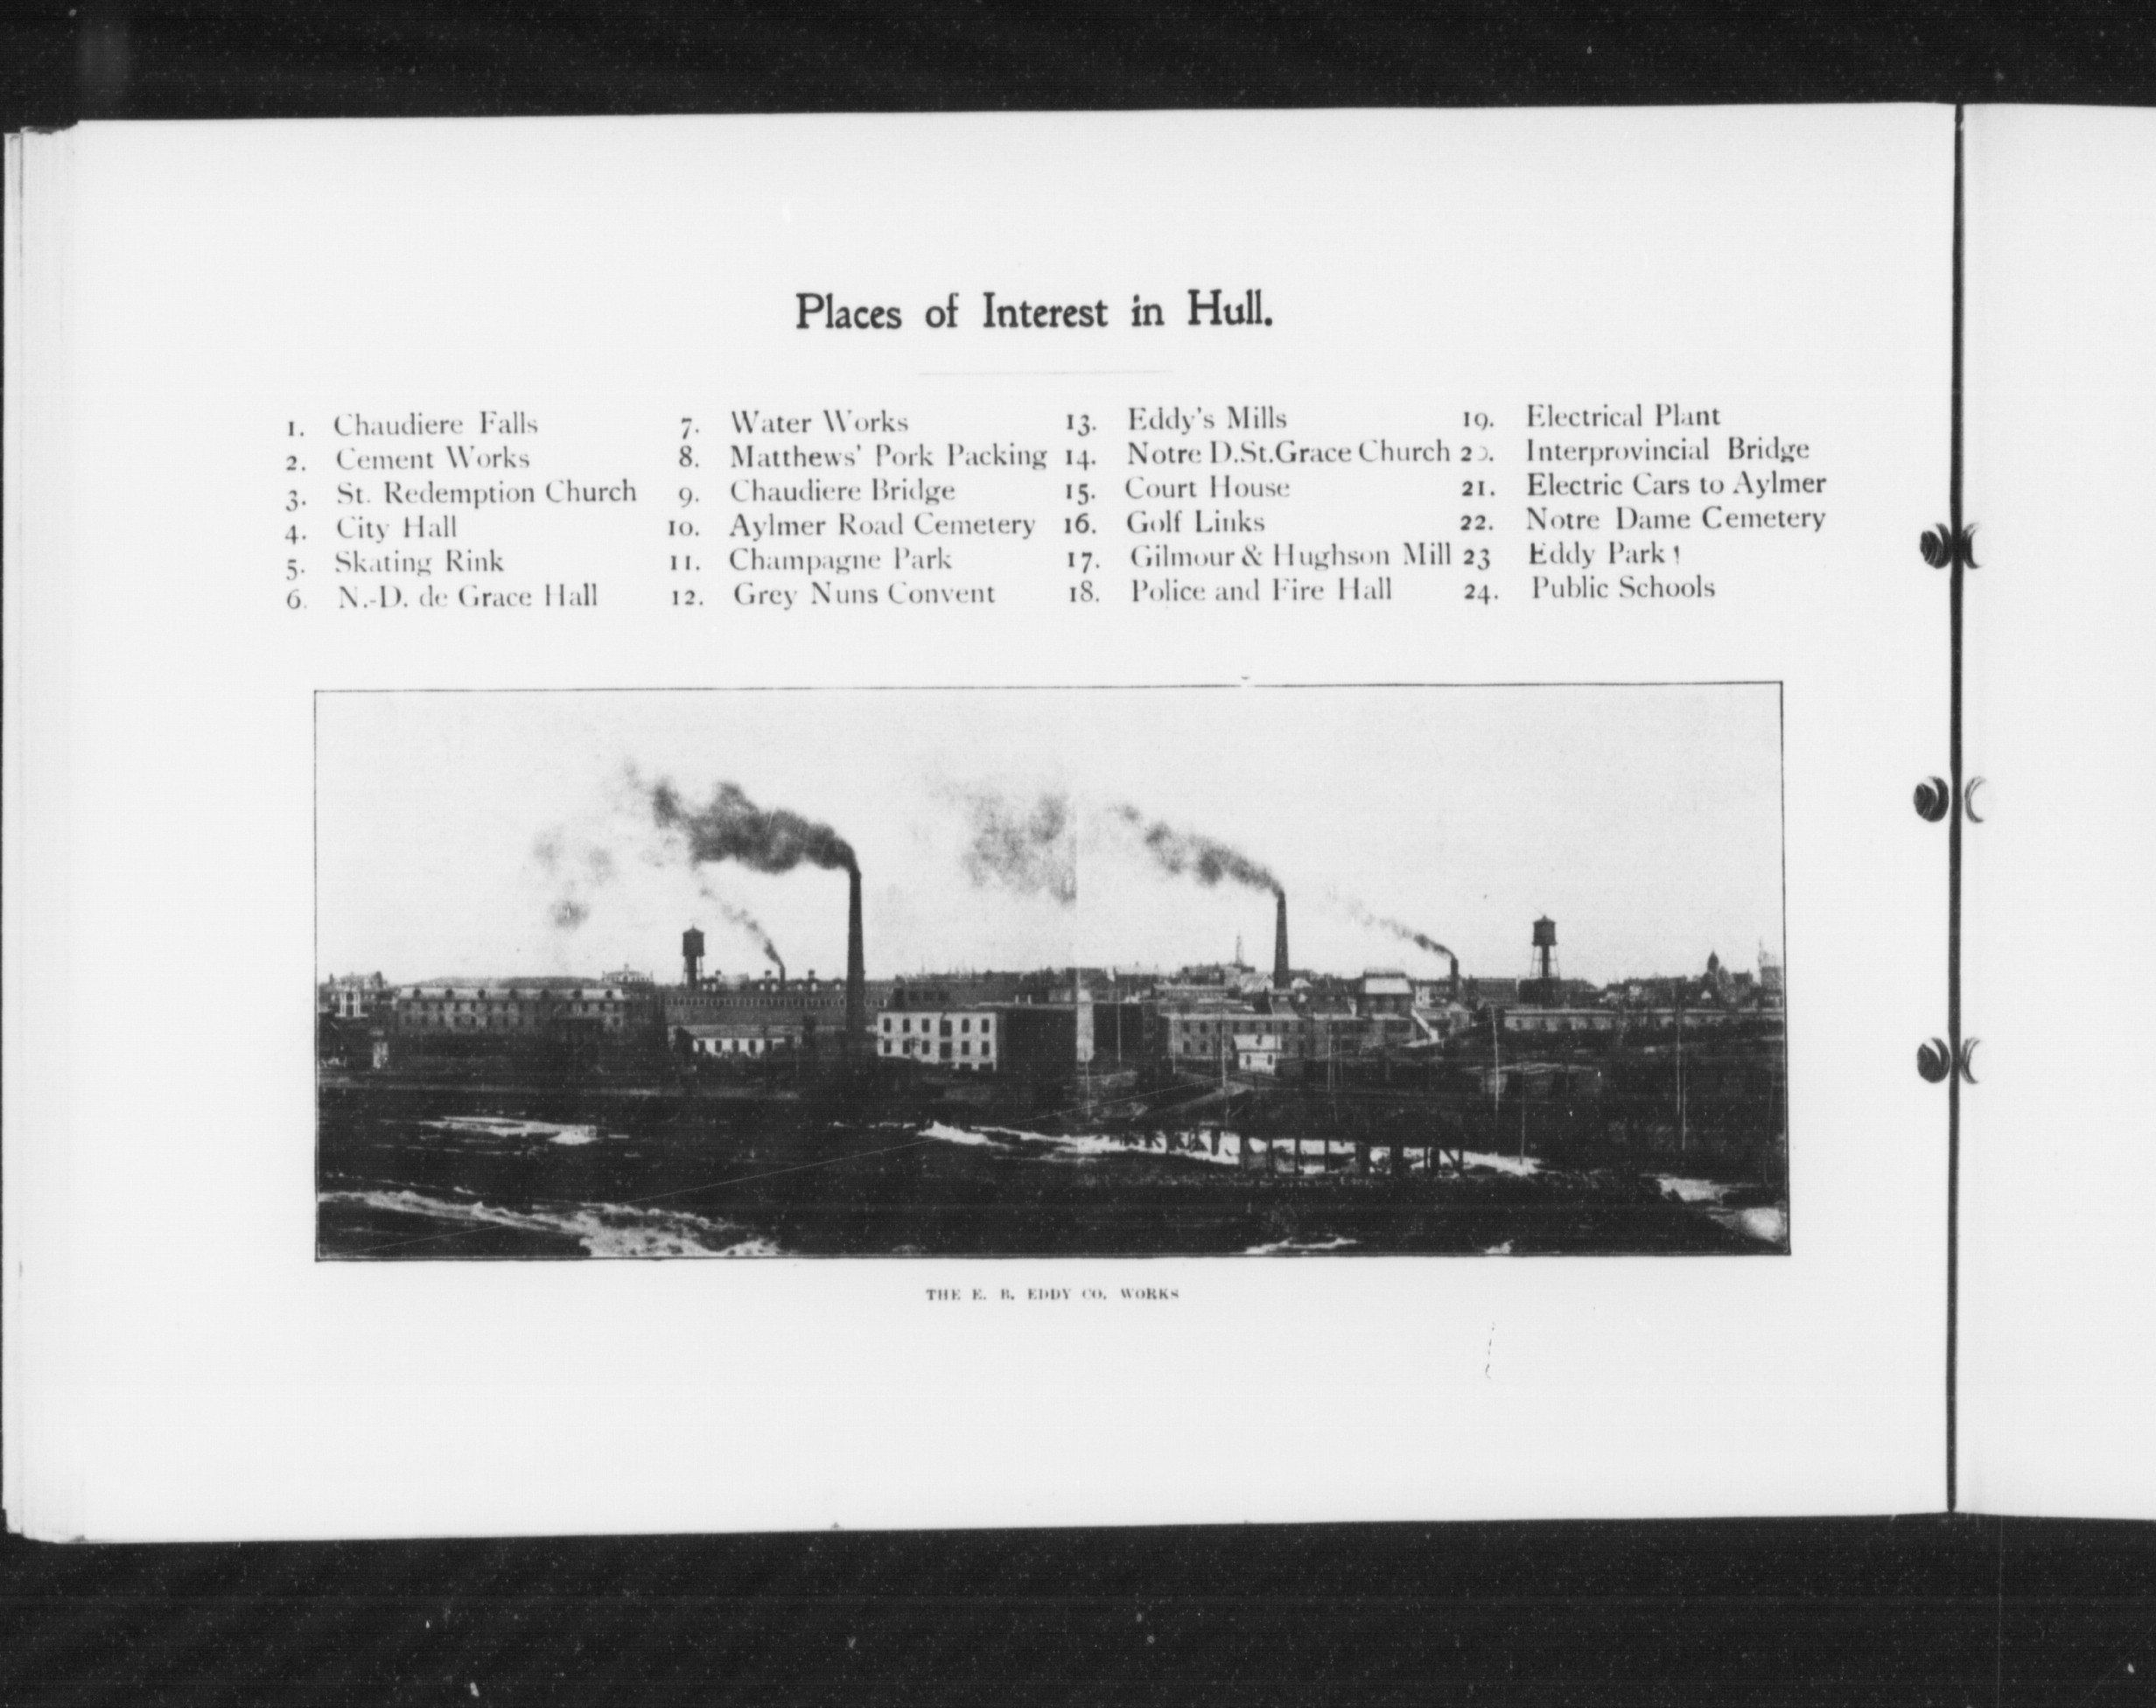 Places of Interest in Hull.
1. Chaudiere Falls
2. Cement Works
3. St. Redemption Church
4. City Hall
5. Skating Rink
6. N.-D. de Grace Hall
7. Water Works
8. Matthews' Pork Packing
9. Chaudiere Bridge
10. Aylmer Road Cemetery
11. Champagne Park
12. Grey Nuns Convent
13. Eddy's Mills
14. Notre D.St.Grace Church
15. Court House
16. Golf Links
17. Gilmour & Hughson Mill
18. Police and Fire Hall
19. Electrical Plant
20. Interprovincial Bridge
21. Electric Cars to Aylmer
22. Notre Dame Cemetery
23 Eddy Park
24. Public Schools
THE E. B. EDDY CO. WORKS